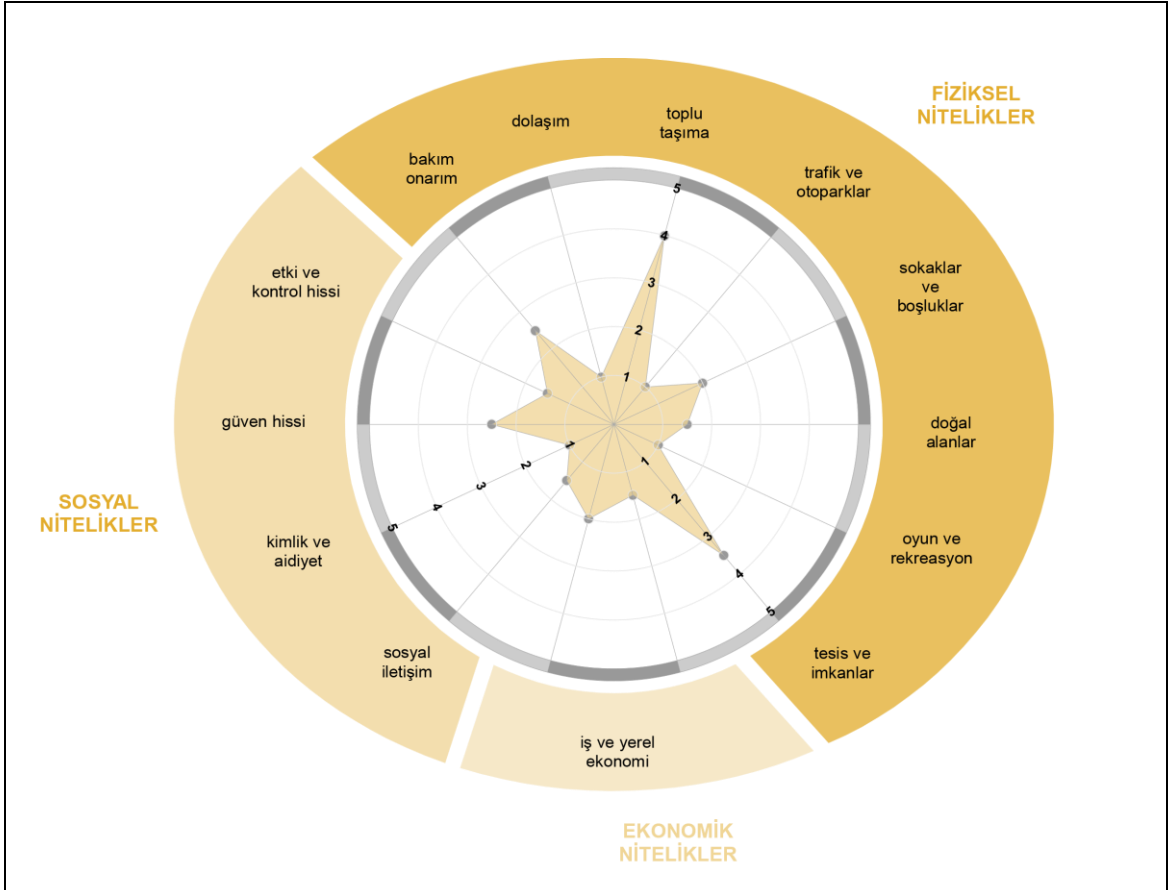 FİZİKSEL
NİTELİKLER
dolaşım
toplu
taşıma
bakım
onarım
trafik ve
otoparklar
etki ve
kontrol hissi
sokaklar
ve
boşluklar
güven hissi
doğal
alanlar
SOSYAL
NİTELİKLER
kimlik ve
aidiyet
oyun ve
rekreasyon
sosyal
iletişim
tesis ve
imkanlar
iş ve yerel
ekonomi
EKONOMİK
NİTELİKLER
5
4
3
2
1
1
2
3
4
5
1
2
3
4
5